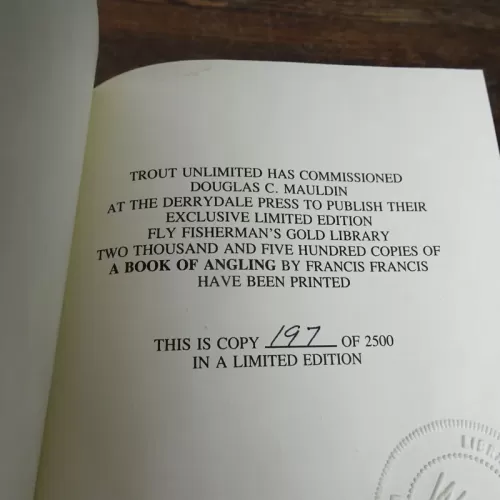 TROUT UNLIMITED HAS COMMISSIONED
DOUGLAS C. MAULDIN
AT THE DERRYDALE PRESS TO PUBLISH THEIR
EXCLUSIVE LIMITED EDITION
FLY FISHERMAN'S GOLD LIBRARY
TWO THOUSAND AND FIVE HUNDRED COPIES OF
A BOOK OF ANGLING BY FRANCIS FRANCIS
HAVE BEEN PRINTED
THIS IS COPY 197 OF 2500
IN A LIMITED EDITION